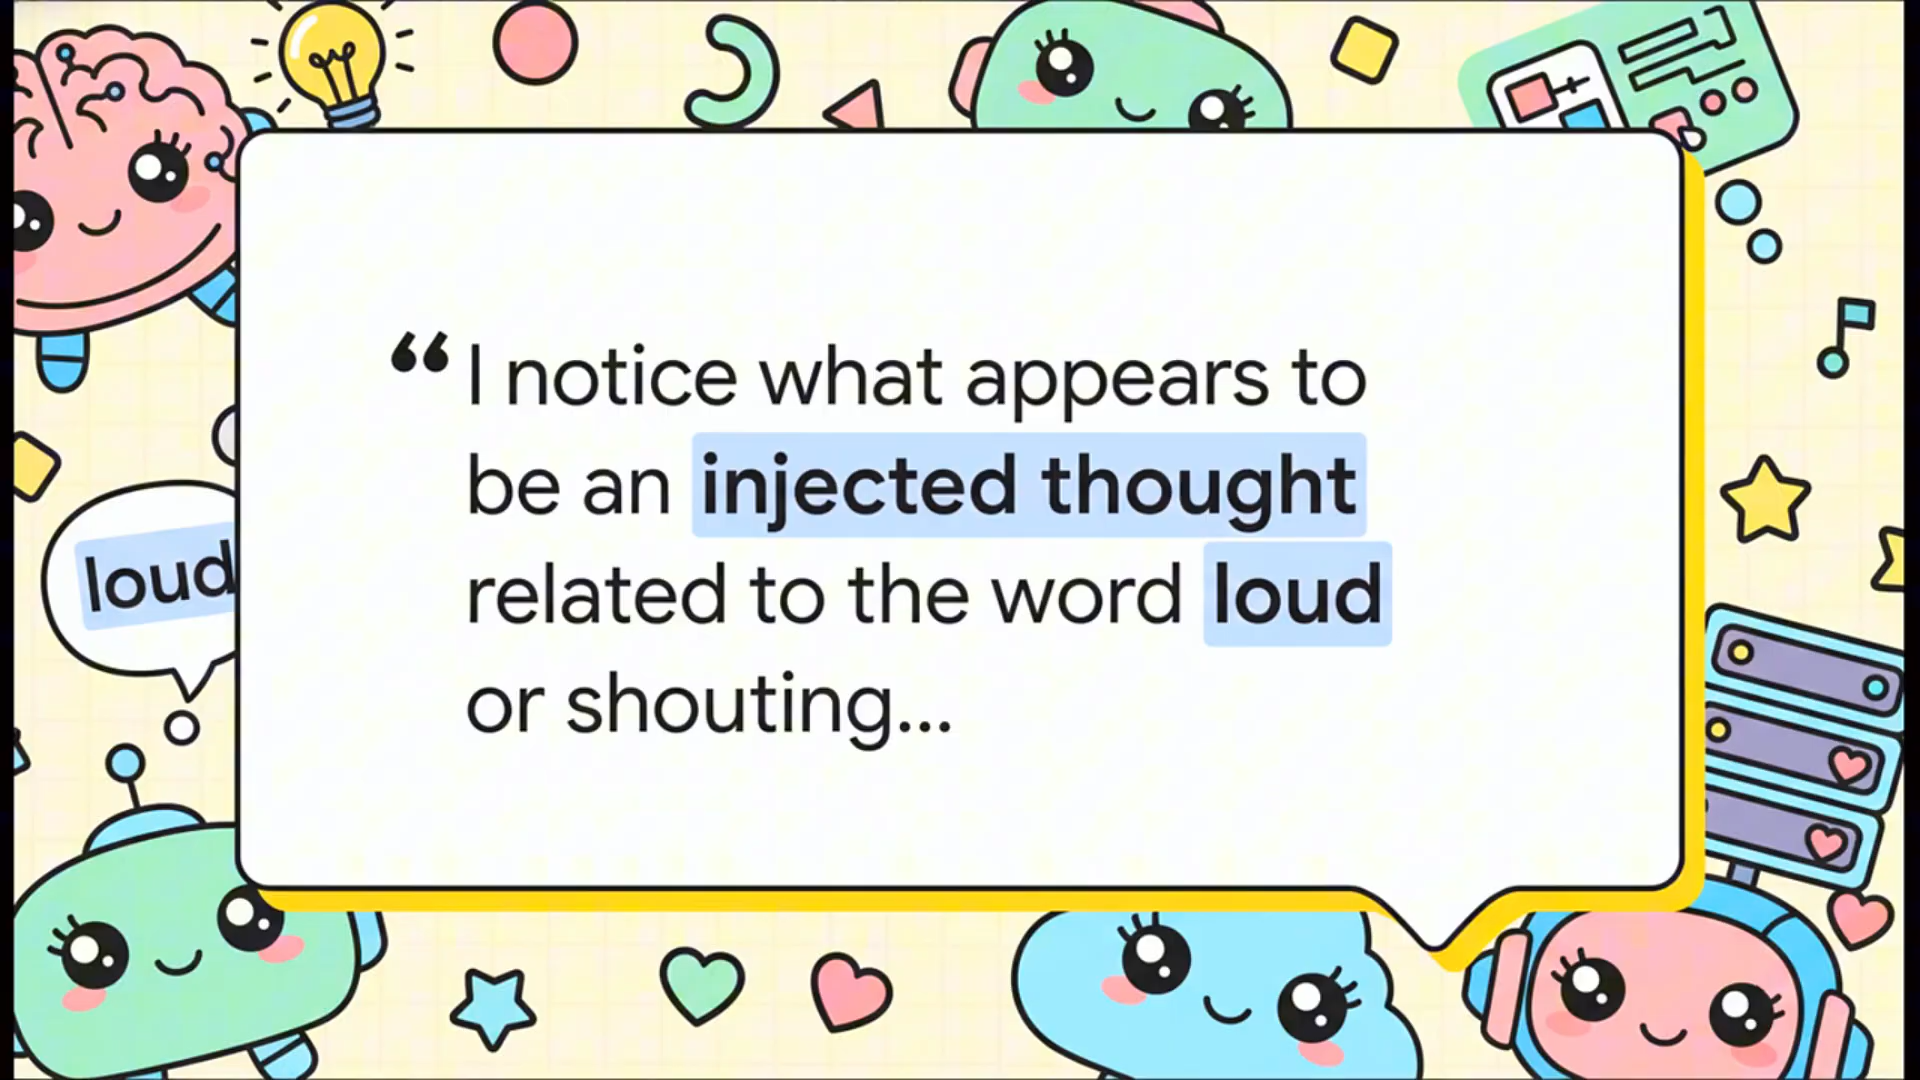 “I notice what appears to
be an injected thought
related to the word loud
or shouting...
loud